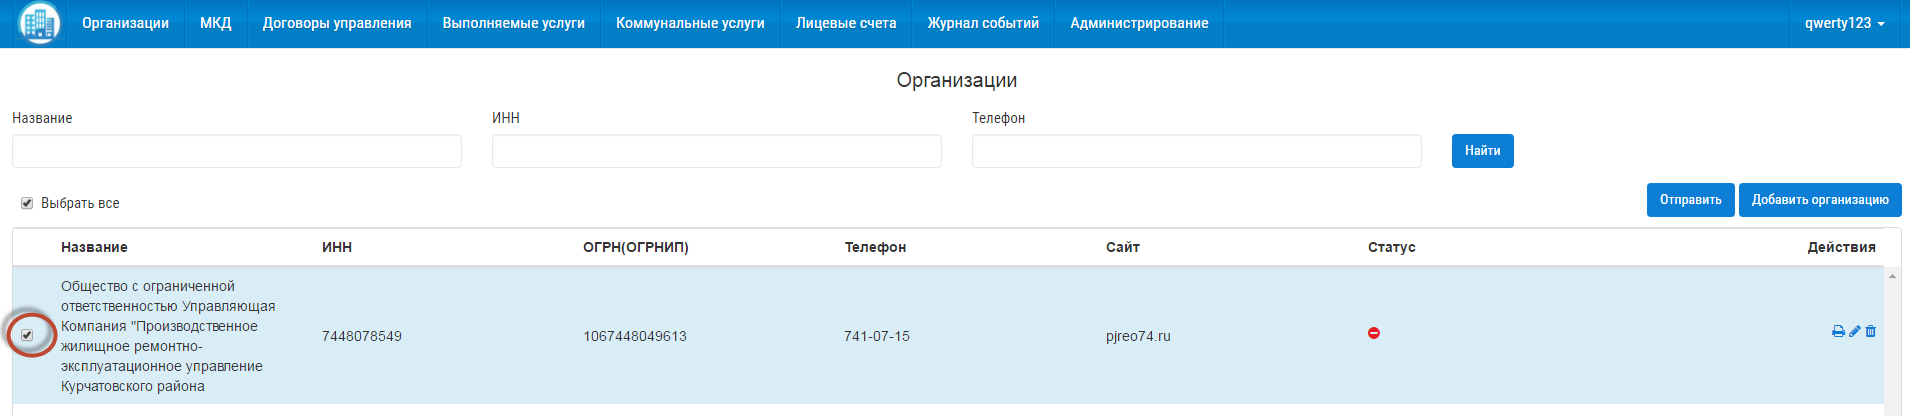 Организации МКД Договоры управления Выполняемые услуги Коммунальные услуги Лицевые счета Журнал событий Администрирование qwerty123
Организации
Название ИНН Телефон
Найти
Выбрать все Отправить Добавить организацию
Название ИНН ОГРН(ОГРНИП) Телефон Сайт Статус Действия
Общество с ограниченной
ответственностью Управляющая
Компания "Производственное
жилищное ремонтно-
эксплуатационное управление
Курчатовского района
7448078549 1067448049613 741-07-15 pjreo74.ru